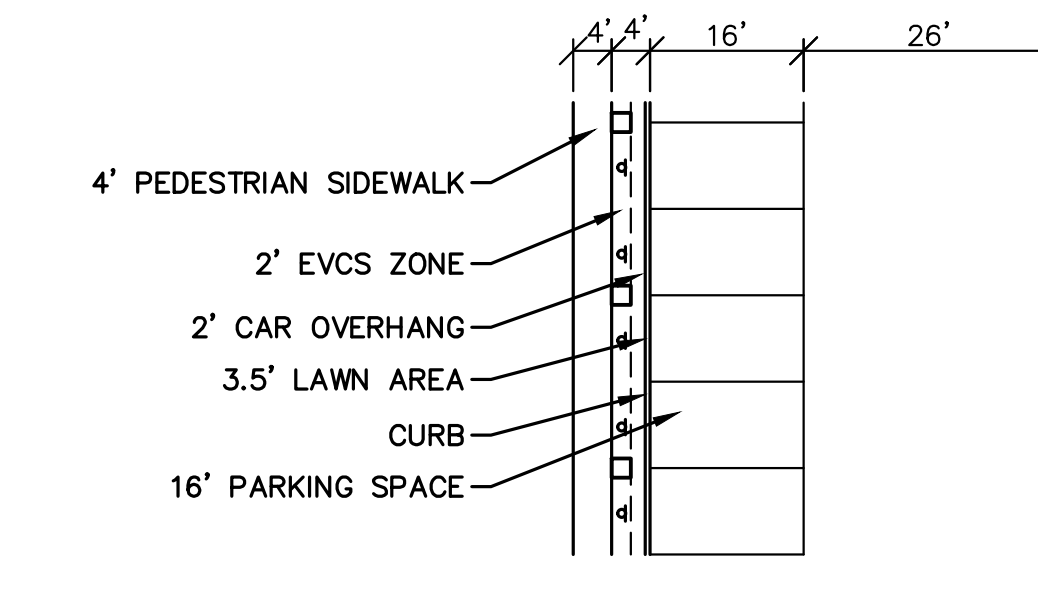 4' 4' 16' 26'
4' PEDESTRIAN SIDEWALK
2' EVCS ZONE
2' CAR OVERHANG
3.5' LAWN AREA
CURB
16' PARKING SPACE